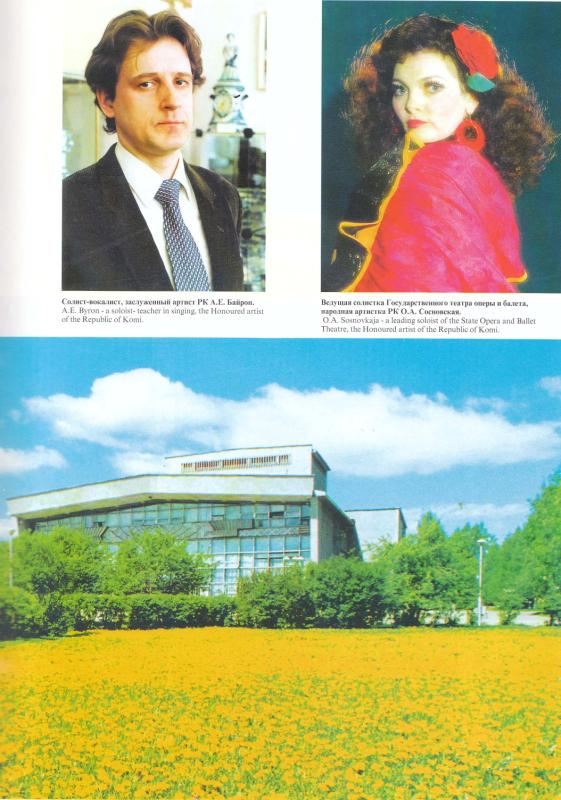 Солист-вокалист, заслуженный артист РК А.Е. Байрон.
A.E. Byron - a soloist- teacher in singing, the Honoured artist
of the Republic of Komi.
Ведущая солистка Государственного театра оперы и балета,
народная артистка РК О.А. Сосновская.
O.A. Sosnovkaja - a leading soloist of the State Opera and Ballet
Theatre, the Honoured artist of the Republic of Komi.